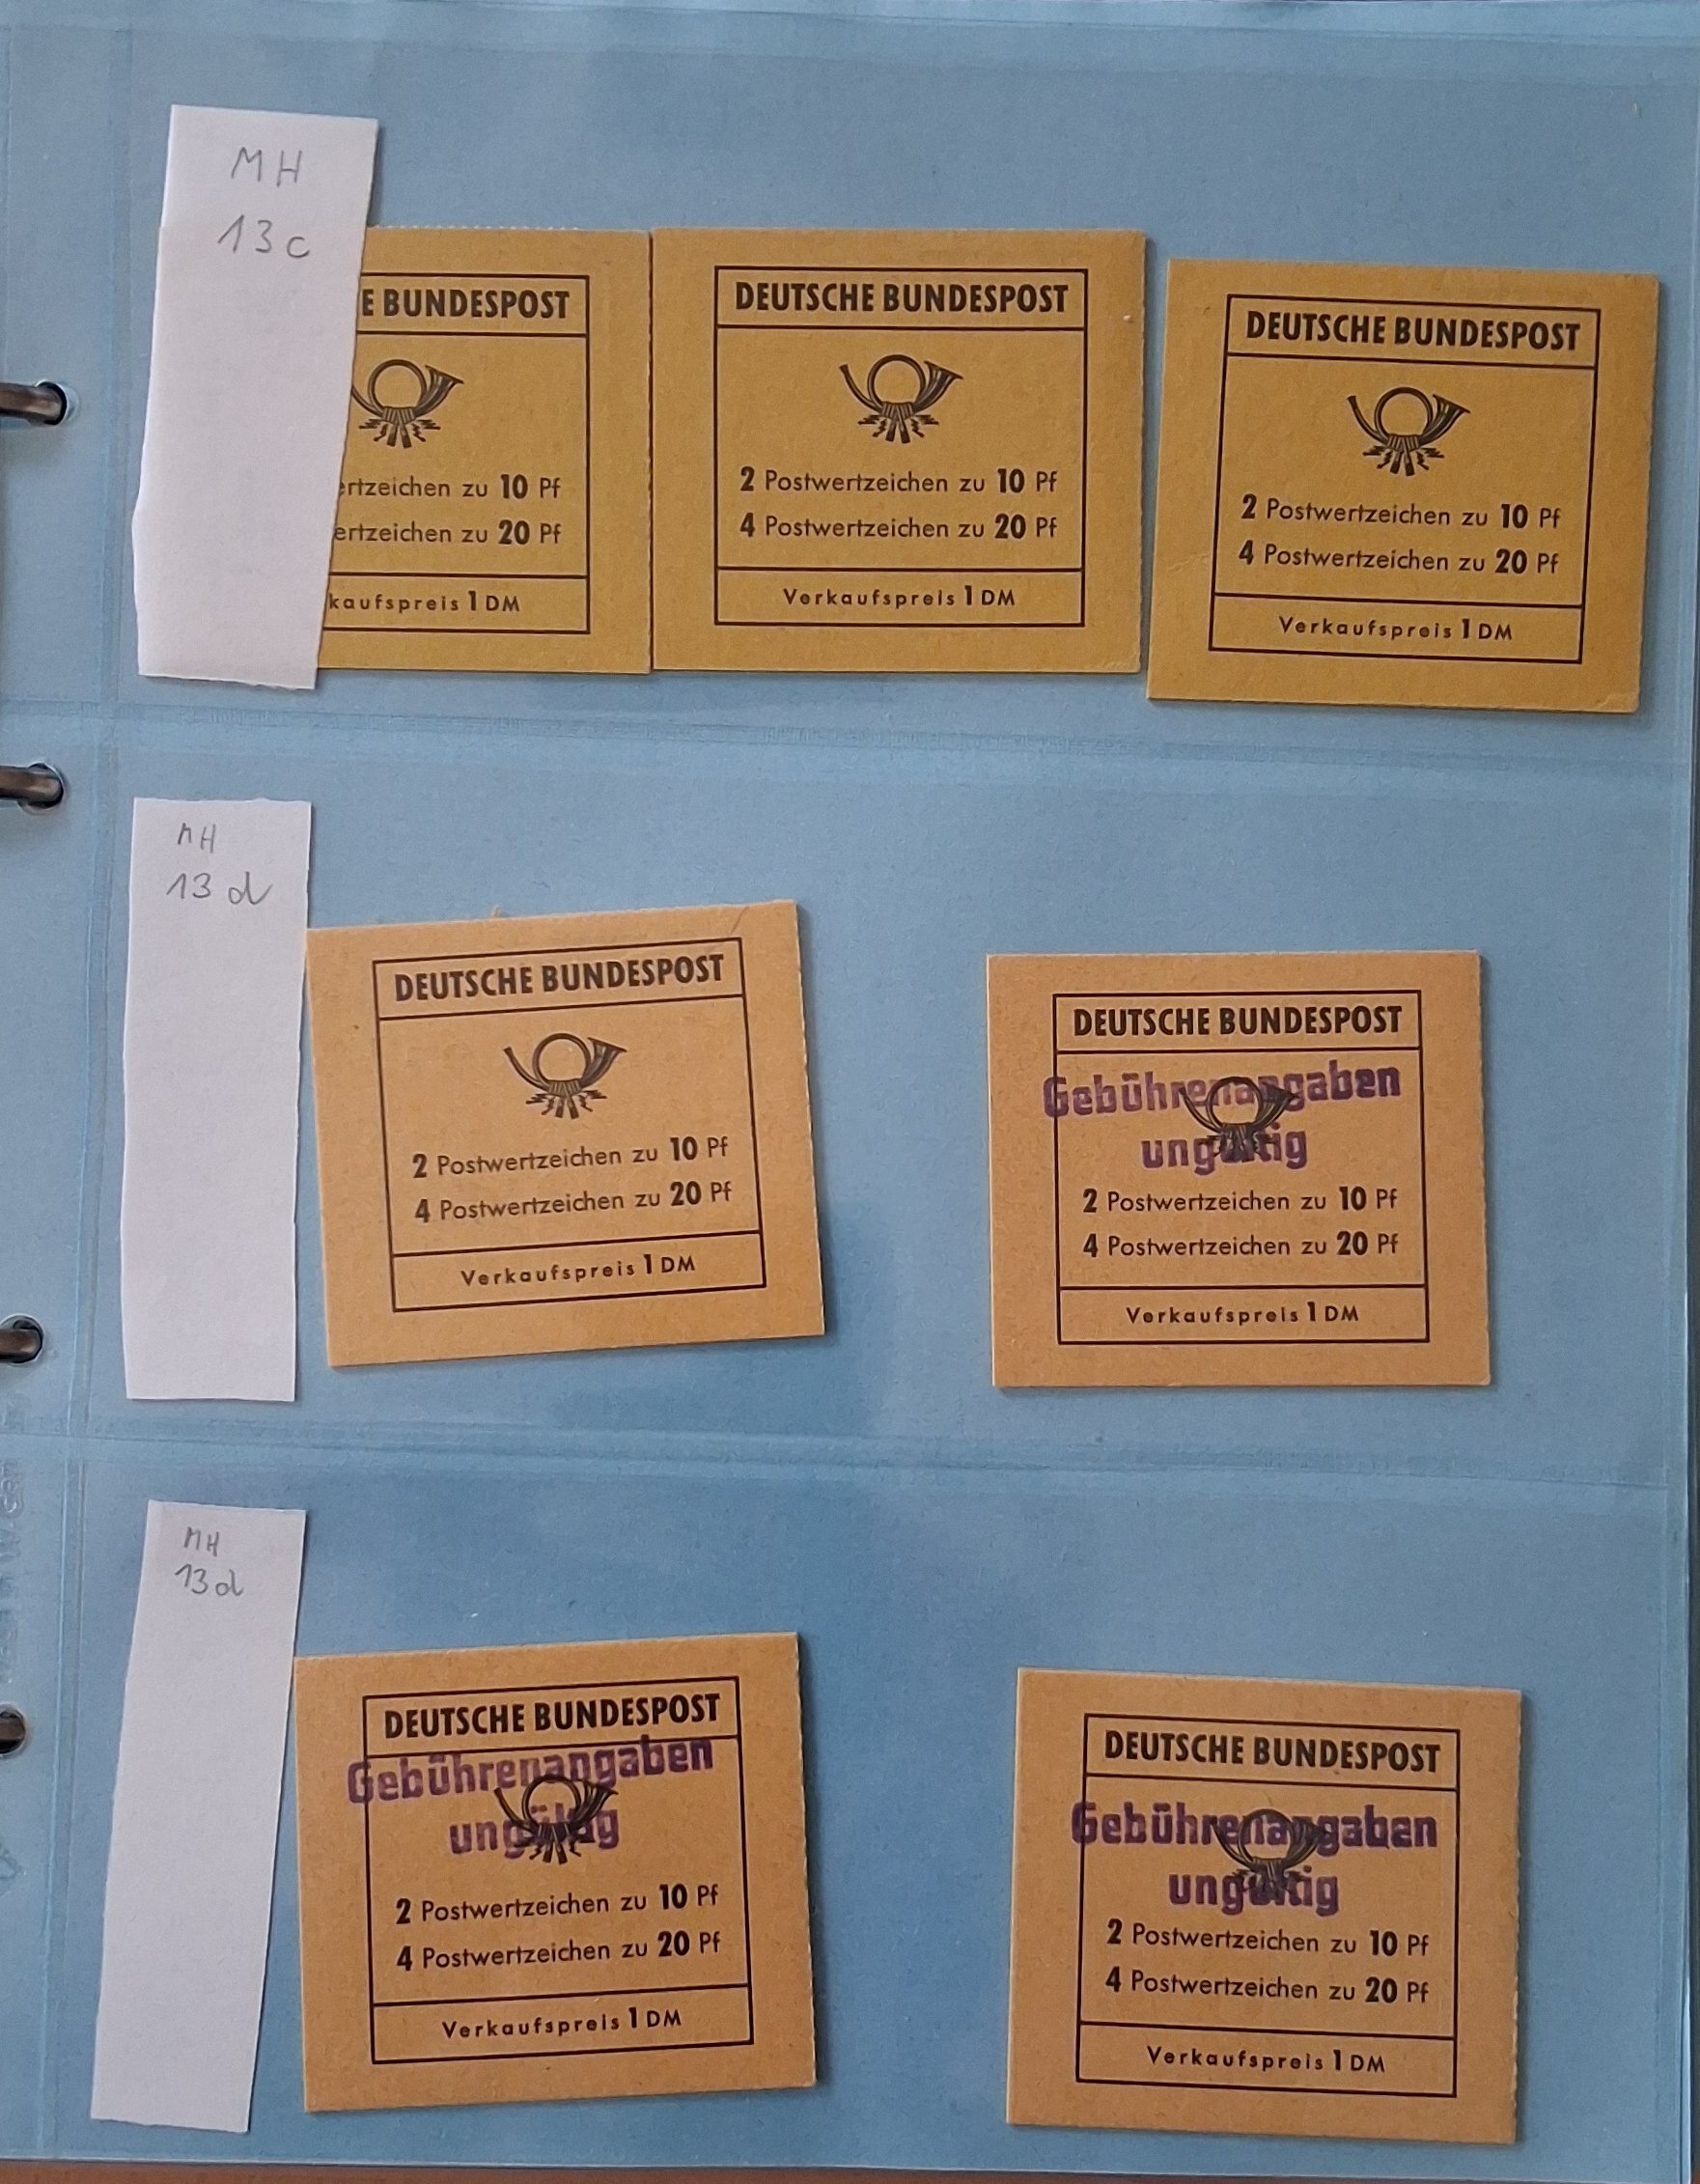 MH
13c
E BUNDESPOST
ertzeichen zu 10 Pf
ertzeichen zu 20 Pf
kaufspreis 1 DM
DEUTSCHE BUNDESPOST
2 Postwertzeichen zu 10 Pf
4 Postwertzeichen zu 20 Pf
Verkaufspreis 1 DM
DEUTSCHE BUNDESPOST
2 Postwertzeichen zu 10 Pf
4 Postwertzeichen zu 20 Pf
Verkaufspreis 1 DM
MH
13 d
DEUTSCHE BUNDESPOST
2 Postwertzeichen zu 10 Pf
4 Postwertzeichen zu 20 Pf
Verkaufspreis 1 DM
DEUTSCHE BUNDESPOST
Gebührenangaben
ungültig
2 Postwertzeichen zu 10 Pf
4 Postwertzeichen zu 20 Pf
Verkaufspreis 1 DM
MH
13d
DEUTSCHE BUNDESPOST
Gebührenangaben
ungültig
2 Postwertzeichen zu 10 Pf
4 Postwertzeichen zu 20 Pf
Verkaufspreis 1 DM
DEUTSCHE BUNDESPOST
Gebührenangaben
ungültig
2 Postwertzeichen zu 10 Pf
4 Postwertzeichen zu 20 Pf
Verkaufspreis 1 DM